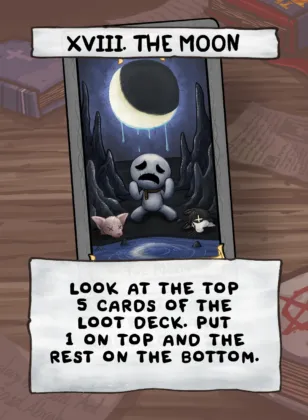 XVIII. THE MOON
LOOK AT THE TOP
5 CARDS OF THE
LOOT DECK. PUT
1 ON TOP AND THE
REST ON THE BOTTOM.